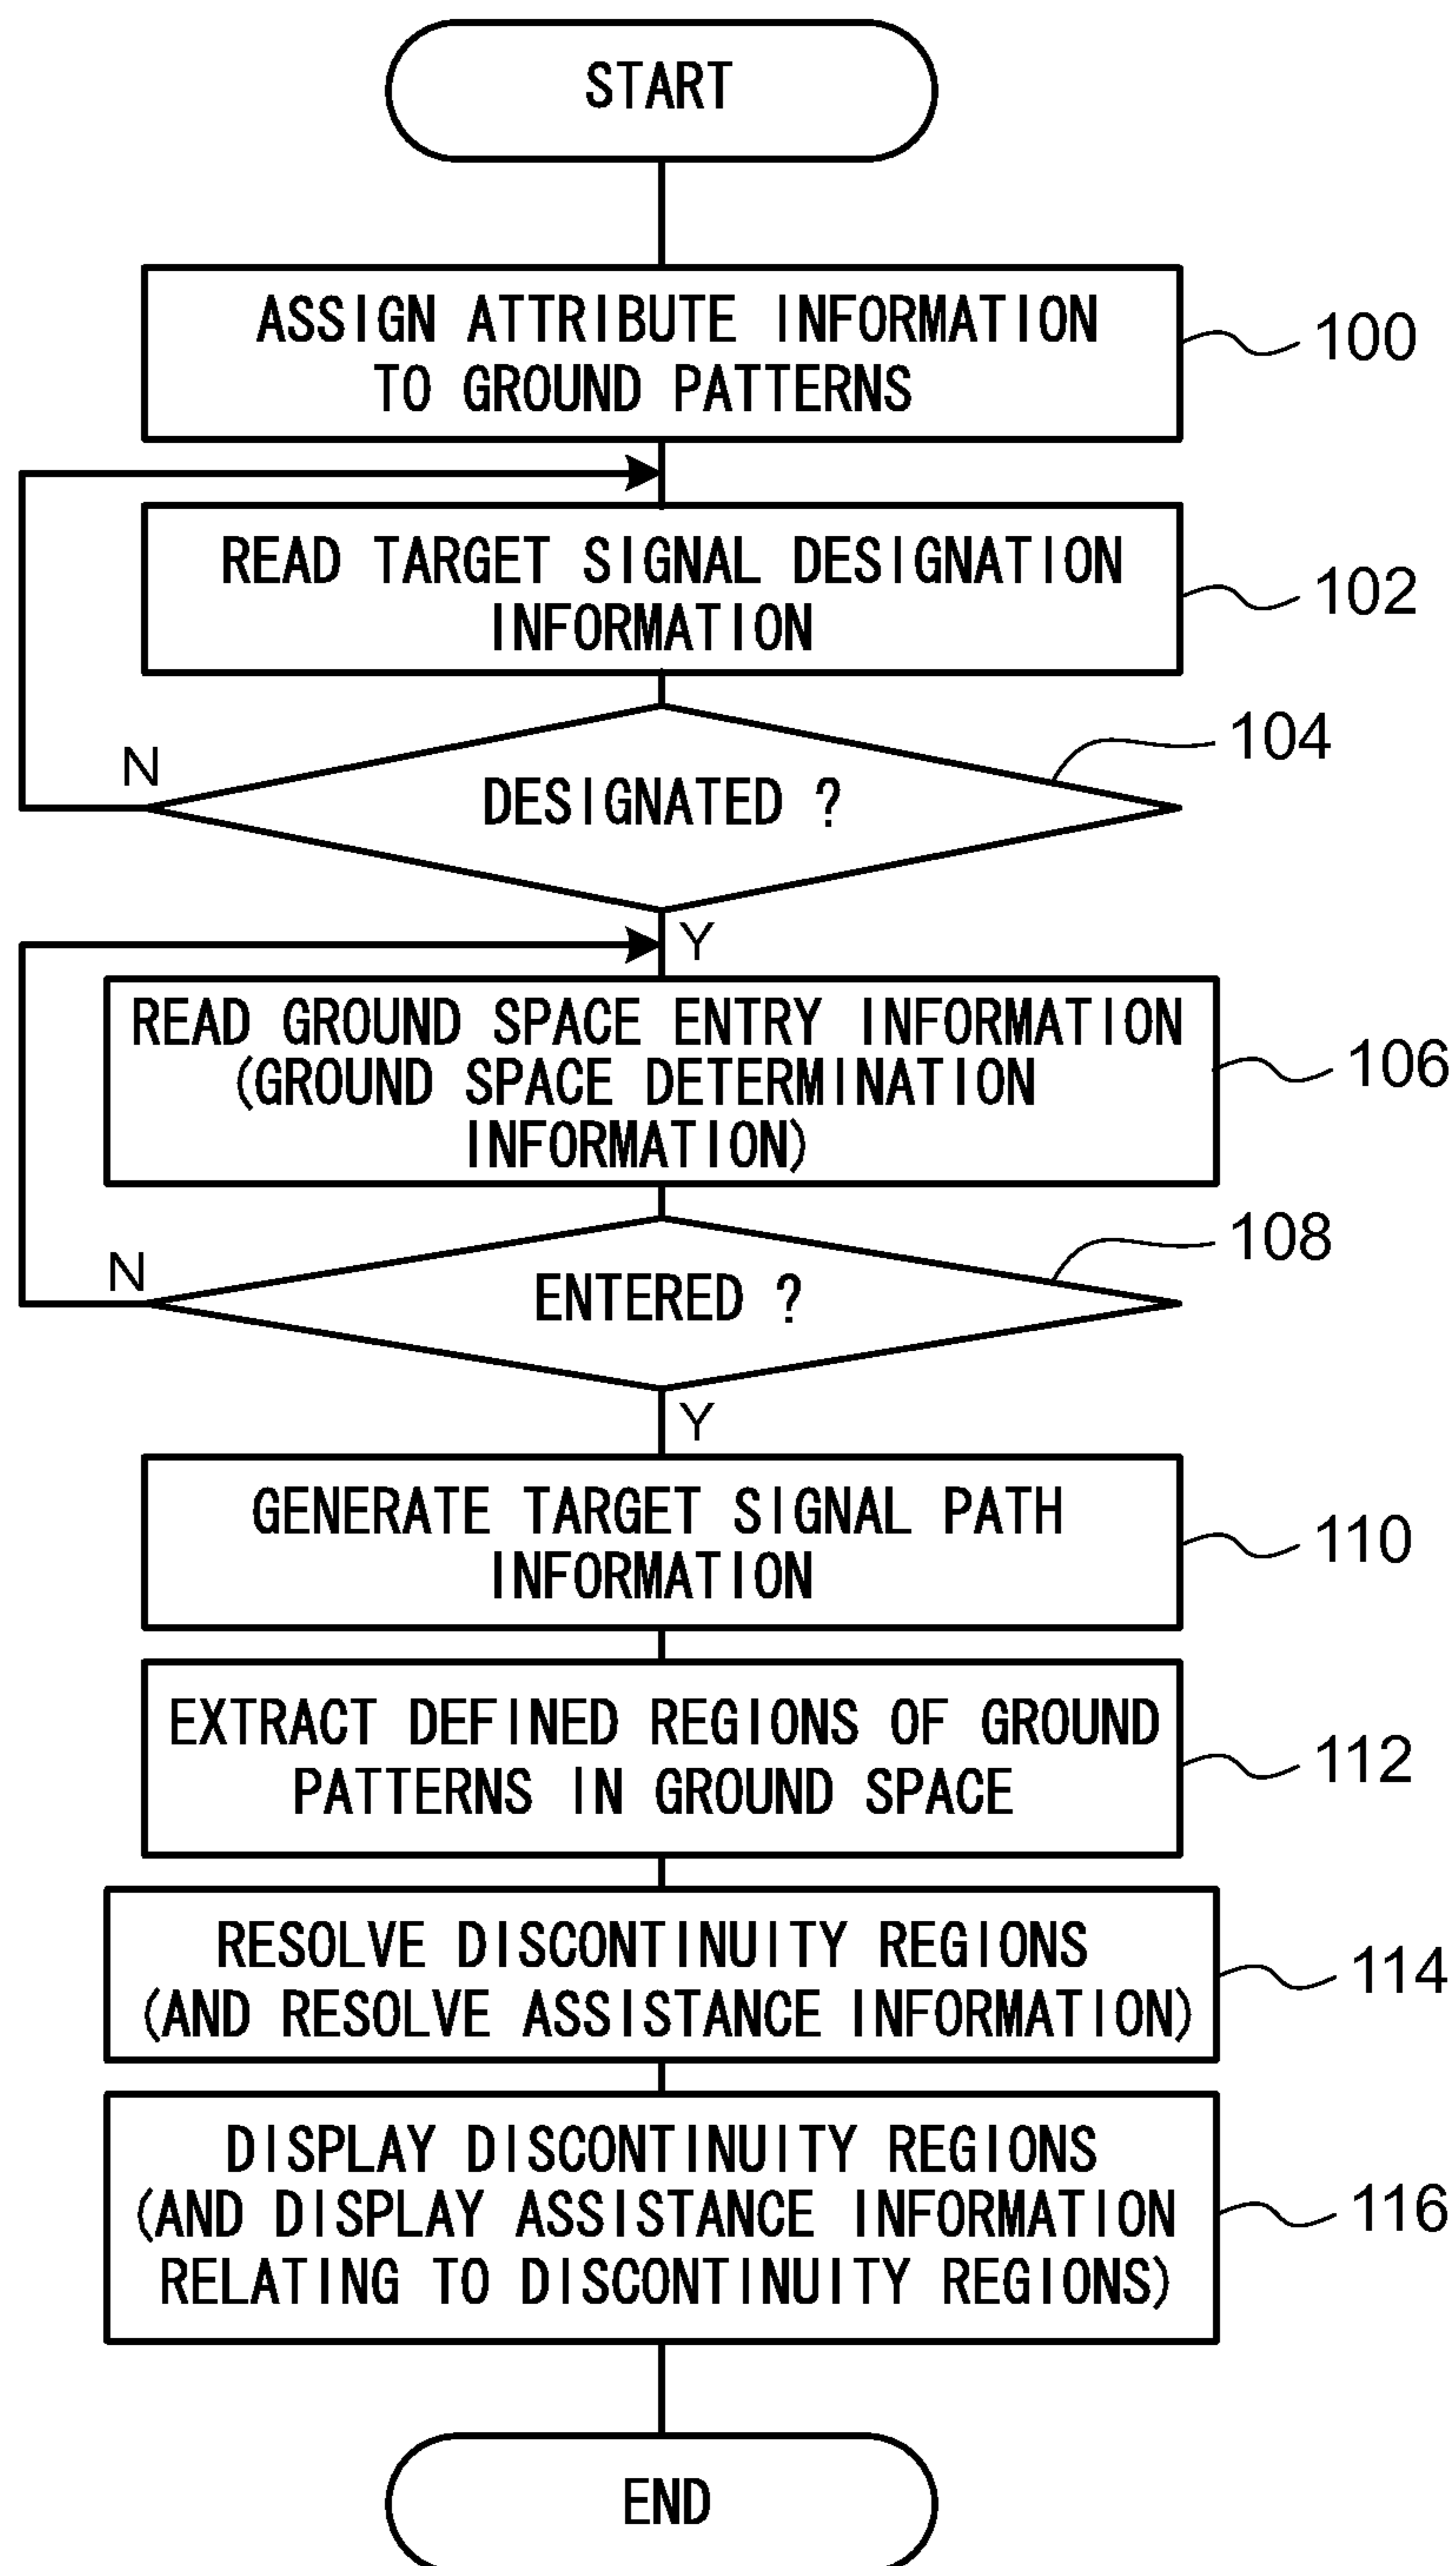 START
ASSIGN ATTRIBUTE INFORMATION
TO GROUND PATTERNS
100
READ TARGET SIGNAL DESIGNATION
INFORMATION
102
104
N
DESIGNATED ?
Y
READ GROUND SPACE ENTRY INFORMATION
(GROUND SPACE DETERMINATION
INFORMATION)
106
108
N
ENTERED ?
Y
GENERATE TARGET SIGNAL PATH
INFORMATION
110
EXTRACT DEFINED REGIONS OF GROUND
PATTERNS IN GROUND SPACE
112
RESOLVE DISCONTINUITY REGIONS
(AND RESOLVE ASSISTANCE INFORMATION)
114
DISPLAY DISCONTINUITY REGIONS
(AND DISPLAY ASSISTANCE INFORMATION
RELATING TO DISCONTINUITY REGIONS)
116
END